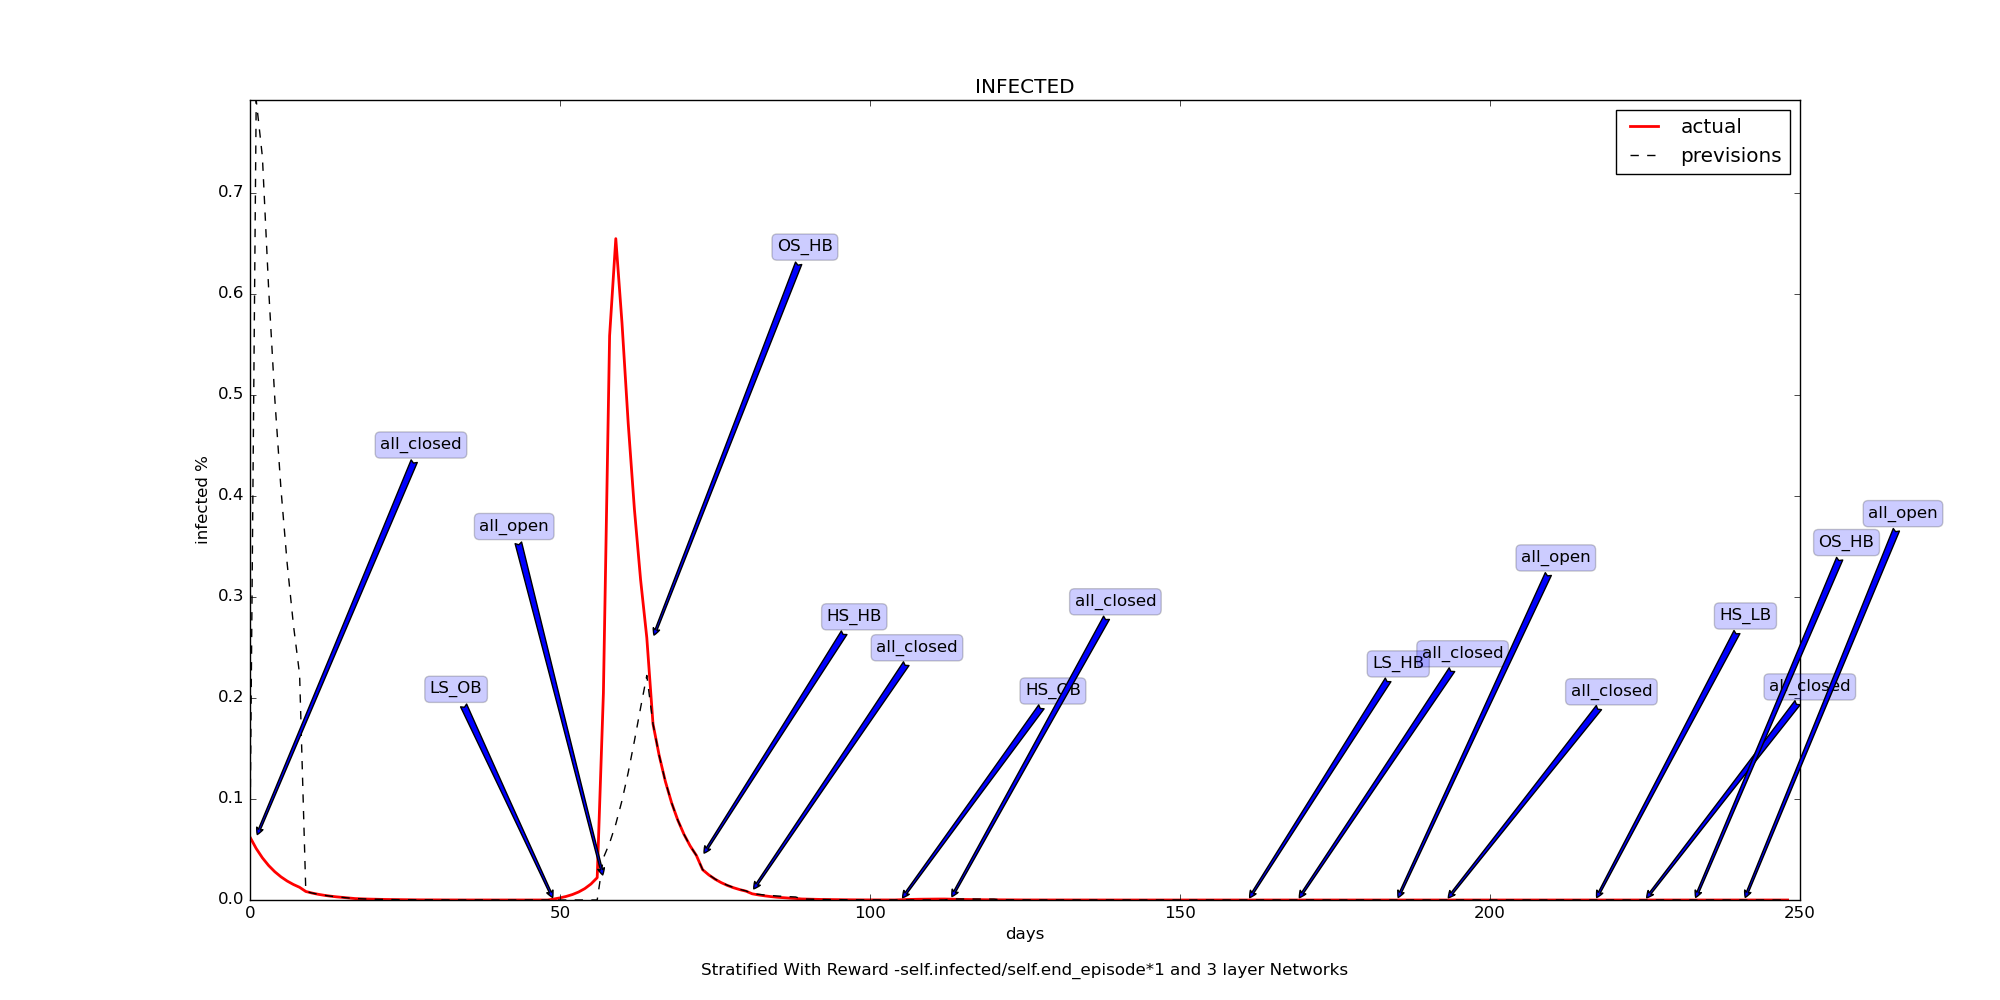 INFECTED
actual
previsions
infected %
0.7
0.6
0.5
0.4
0.3
0.2
0.1
0.0
OS_HB
all_closed
all_open
LS_OB
HS_HB
all_closed
all_closed
HS_OB
all_open
LS_HB
all_closed
all_closed
HS_LB
all_open
OS_HB
all_closed
0
50
100
150
200
250
days
Stratified With Reward -self.infected/self.end_episode*1 and 3 layer Networks